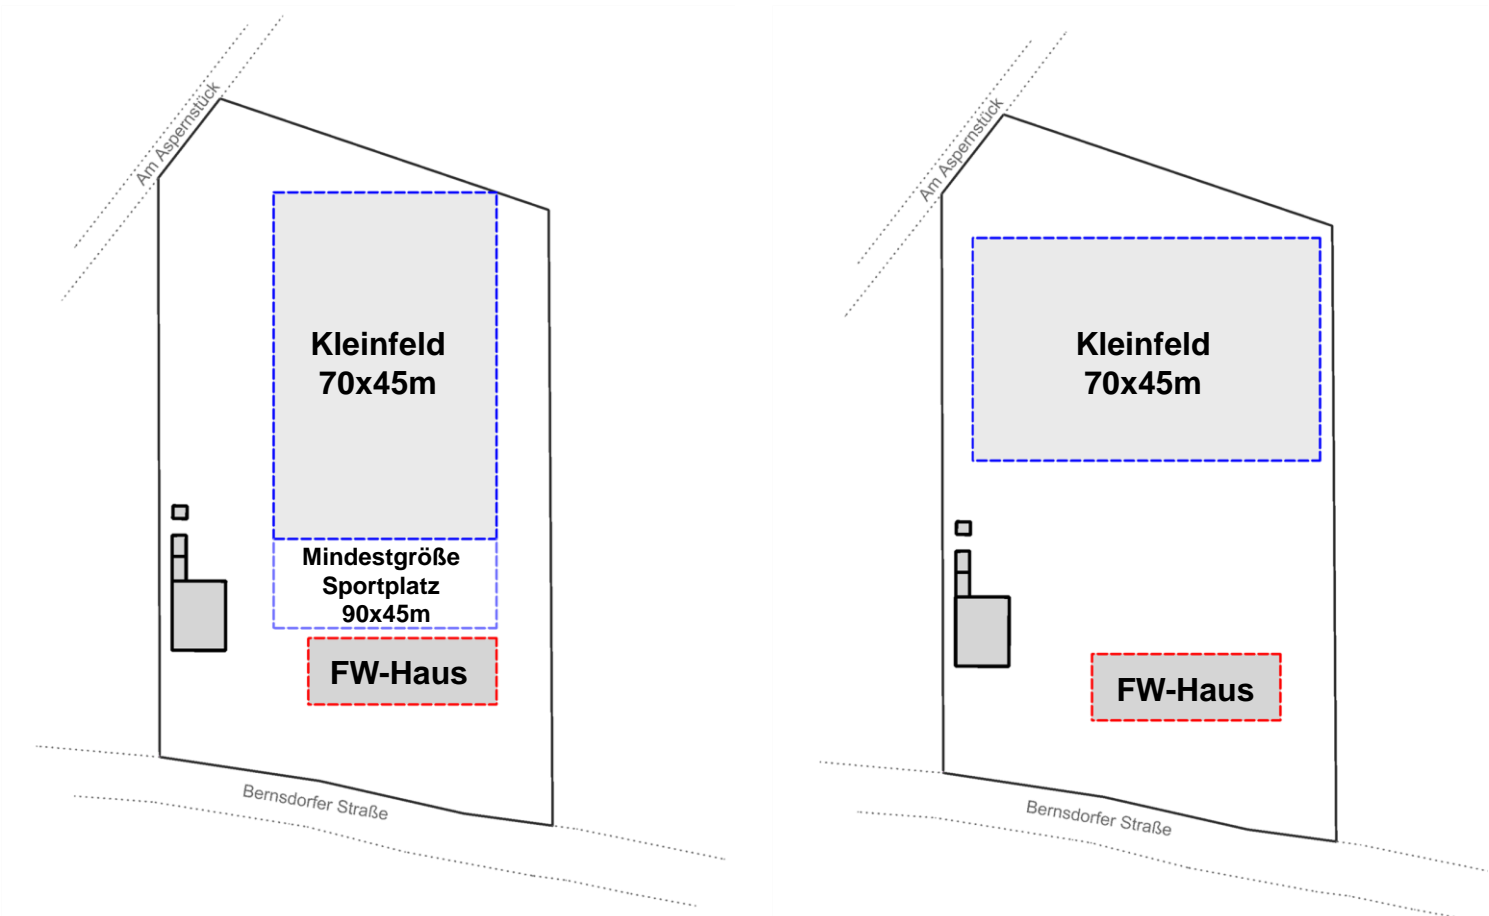 Am Aspernstück
Kleinfeld
70x45m
Mindestgröße
Sportplatz
90x45m
FW-Haus
Bernsdorfer Straße
Am Aspernstück
Kleinfeld
70x45m
FW-Haus
Bernsdorfer Straße